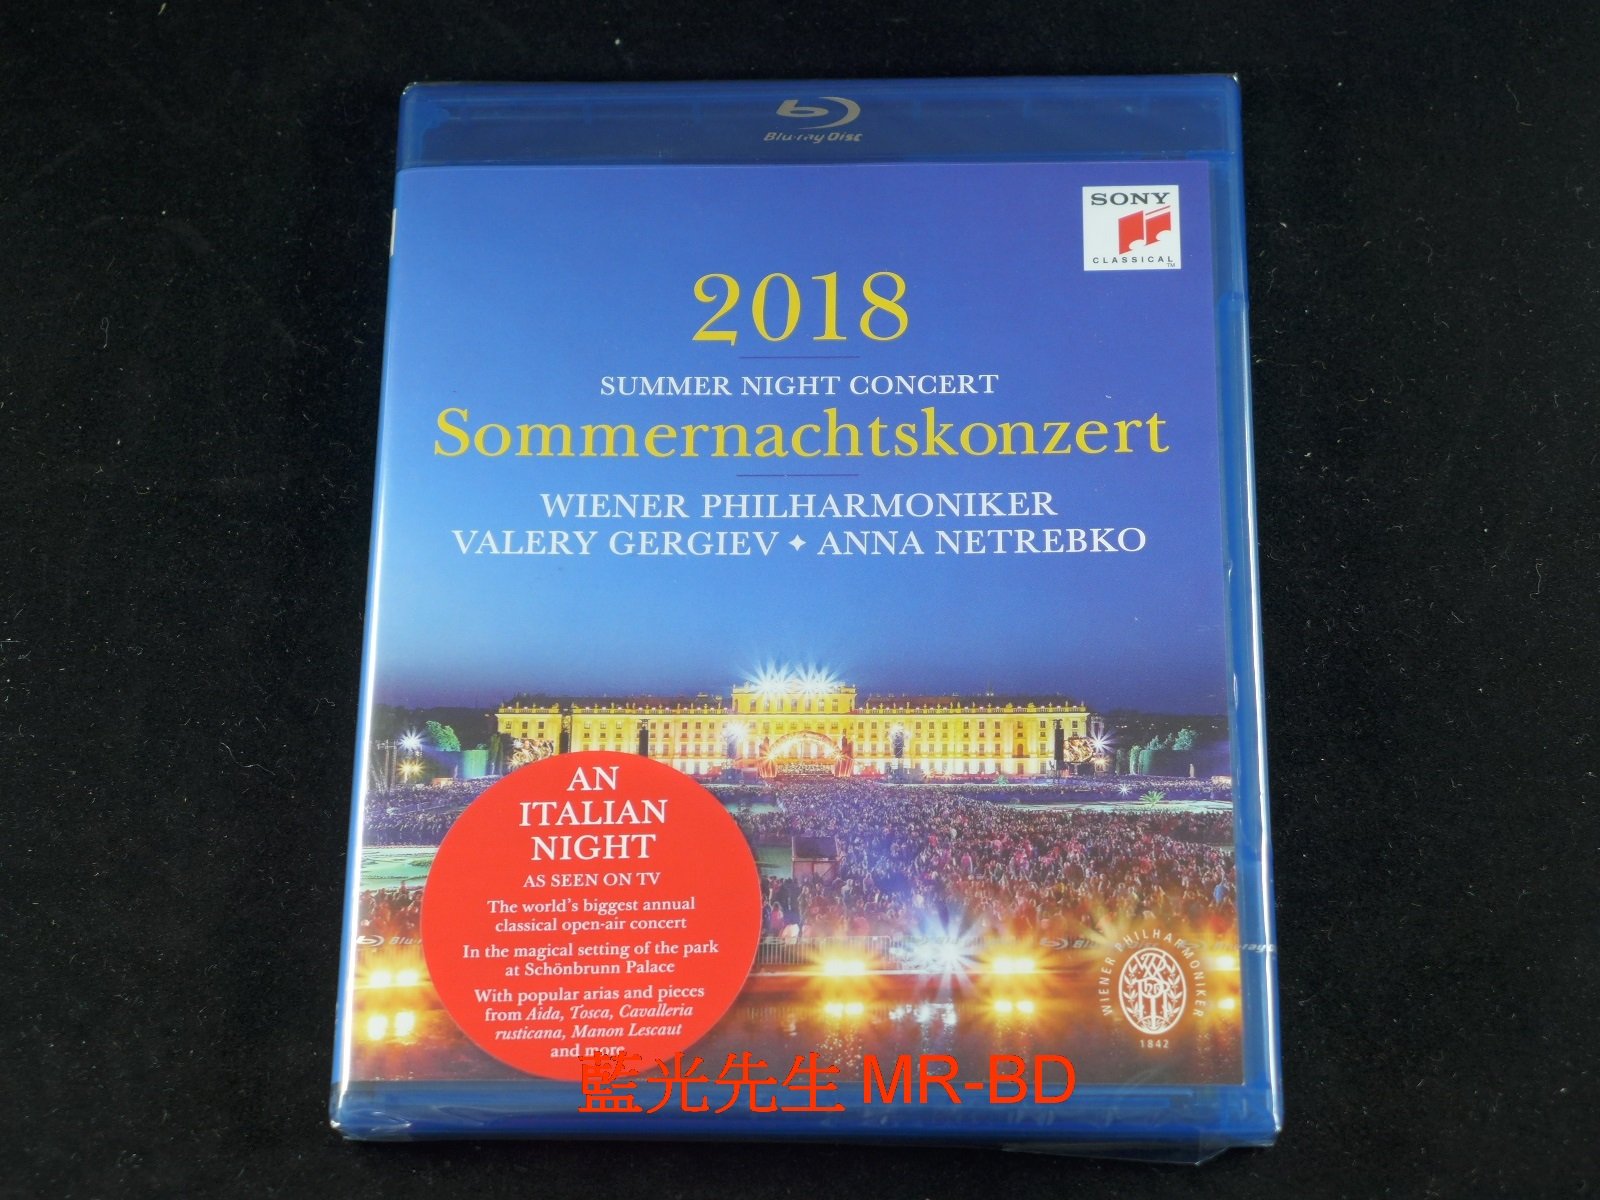 Blu-ray Disc
SONY
CLASSICAL
TM
2018
SUMMER NIGHT CONCERT
Sommernachtskonzert
WIENER PHILHARMONIKER
VALERY GERGIEV ✦ ANNA NETREBKO
AN
ITALIAN
NIGHT
AS SEEN ON TV
The world's biggest annual
classical open-air concert
In the magical setting of the park
at Schönbrunn Palace
With popular arias and pieces
from Aida, Tosca, Cavalleria
rusticana, Manon Lescaut
and more
WIENER PHILHARMONIKER
1842
藍光先生 MR-BD